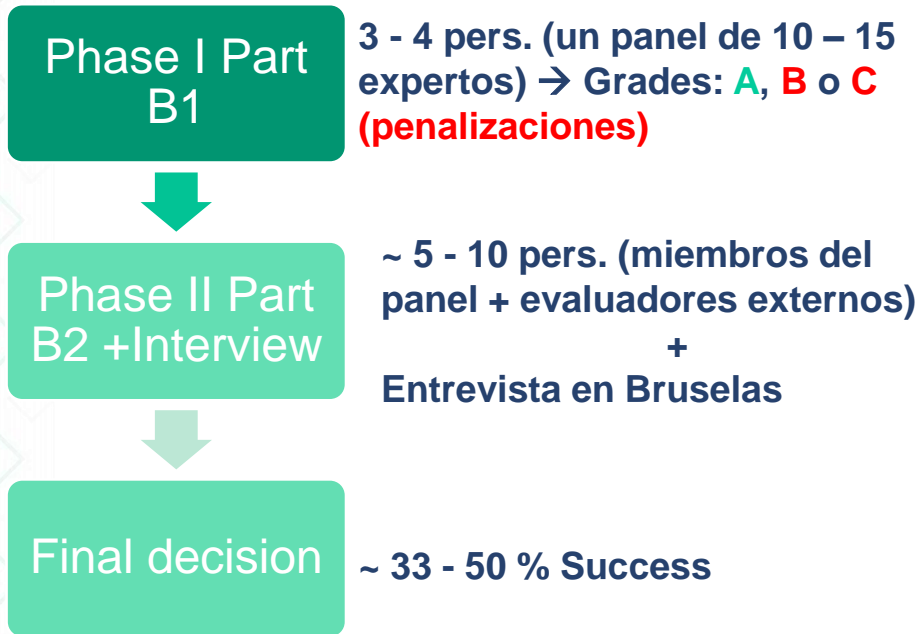 Phase I Part
B1
3 - 4 pers. (un panel de 10 – 15
expertos) → Grades: A, B o C
(penalizaciones)
Phase II Part
B2 +Interview
~ 5 - 10 pers. (miembros del
panel + evaluadores externos)
+
Entrevista en Bruselas
Final decision
~ 33 - 50 % Success